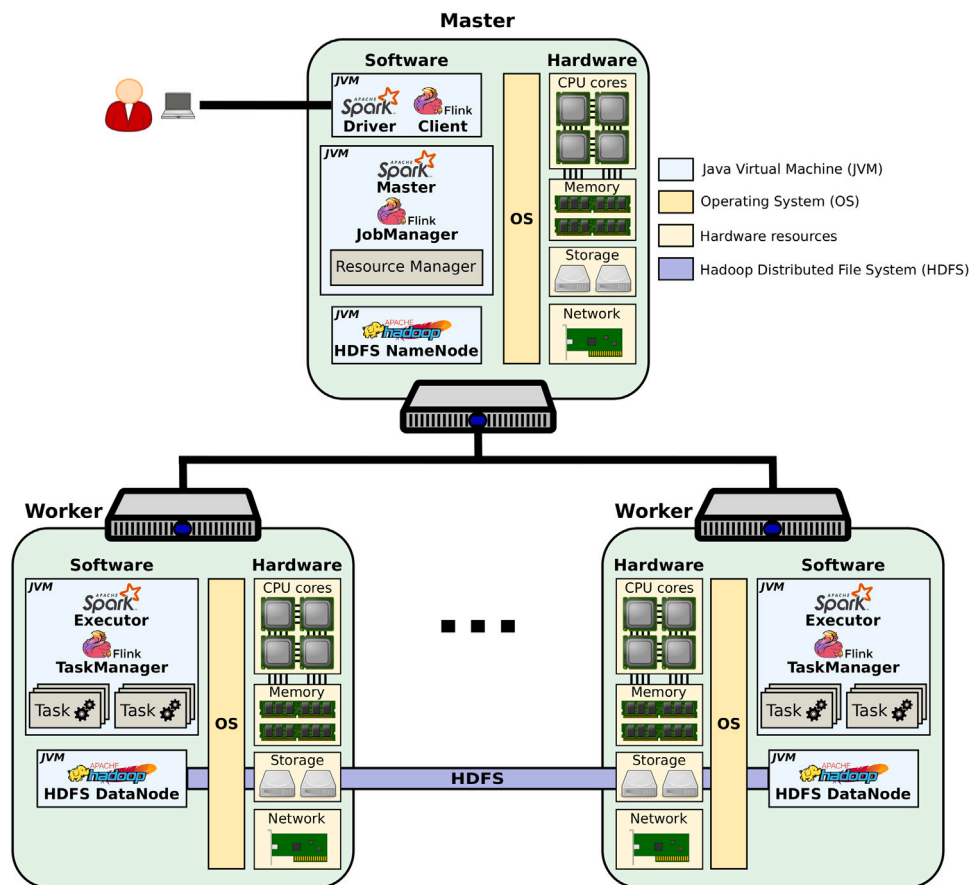 Master
Software
Hardware
JVM
APACHE
Spark
Flink
Driver
Client
CPU cores
JVM
APACHE
Spark
Master
Flink
JobManager
Resource Manager
OS
Memory
Storage
Network
JVM
APACHE
hadoop
HDFS NameNode
Java Virtual Machine (JVM)
Operating System (OS)
Hardware resources
Hadoop Distributed File System (HDFS)
Worker
Software
Hardware
JVM
APACHE
Spark
Executor
Flink
TaskManager
Task
Task
OS
CPU cores
Memory
Storage
Network
JVM
APACHE
hadoop
HDFS DataNode
HDFS
Worker
Hardware
Software
CPU cores
Memory
Storage
Network
OS
JVM
APACHE
Spark
Executor
Flink
TaskManager
Task
Task
JVM
APACHE
hadoop
HDFS DataNode